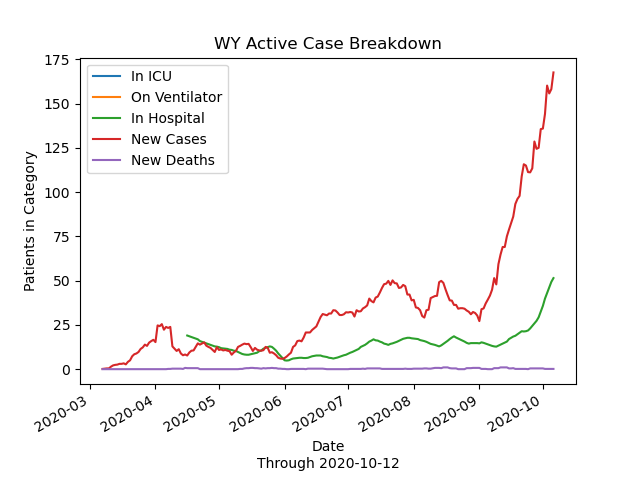 WY Active Case Breakdown
175
150
125
100
75
50
25
0
Patients in Category
In ICU
On Ventilator
In Hospital
New Cases
New Deaths
2020-03
2020-04
2020-05
2020-06
2020-07
2020-08
2020-09
2020-10
Date
Through 2020-10-12